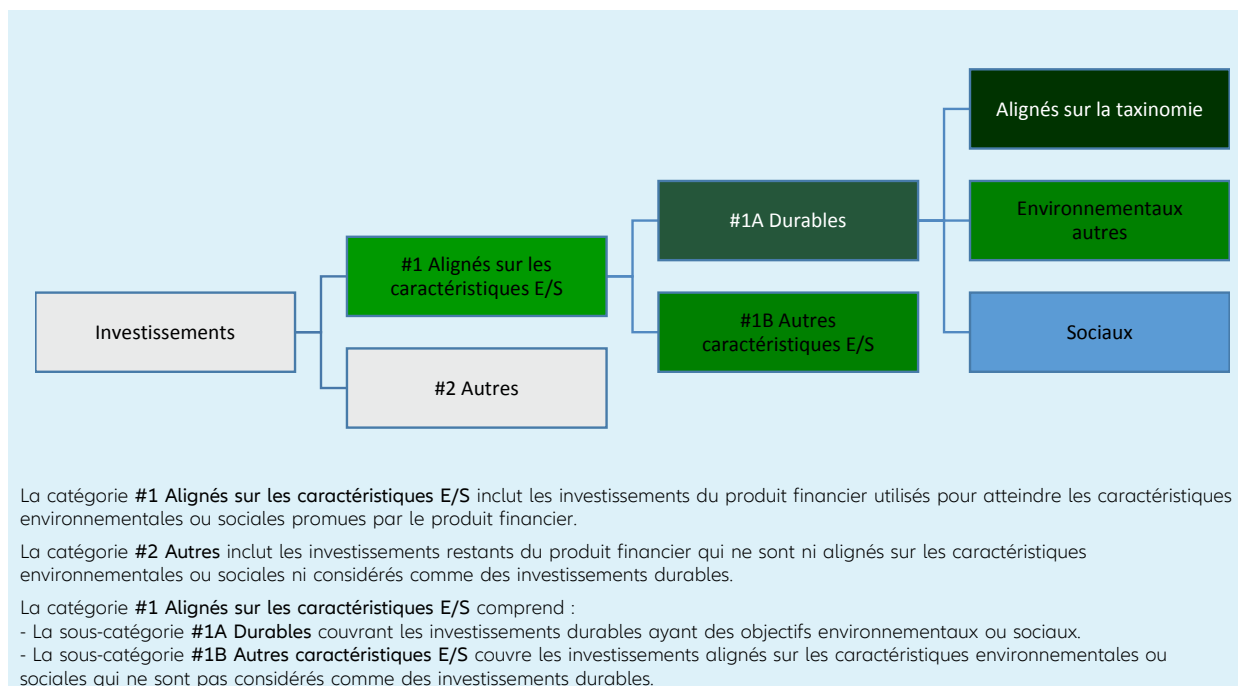 Alignés sur la taxinomie
#1A Durables
Environnementaux
autres
#1 Alignés sur les
caractéristiques E/S
Investissements
#1B Autres
caractéristiques E/S
Sociaux
#2 Autres
La catégorie #1 Alignés sur les caractéristiques E/S inclut les investissements du produit financier utilisés pour atteindre les caractéristiques
environnementales ou sociales promues par le produit financier.
La catégorie #2 Autres inclut les investissements restants du produit financier qui ne sont ni alignés sur les caractéristiques
environnementales ou sociales ni considérés comme des investissements durables.
La catégorie #1 Alignés sur les caractéristiques E/S comprend :
- La sous-catégorie #1A Durables couvrant les investissements durables ayant des objectifs environnementaux ou sociaux.
- La sous-catégorie #1B Autres caractéristiques E/S couvre les investissements alignés sur les caractéristiques environnementales ou
sociales qui ne sont pas considérés comme des investissements durables.